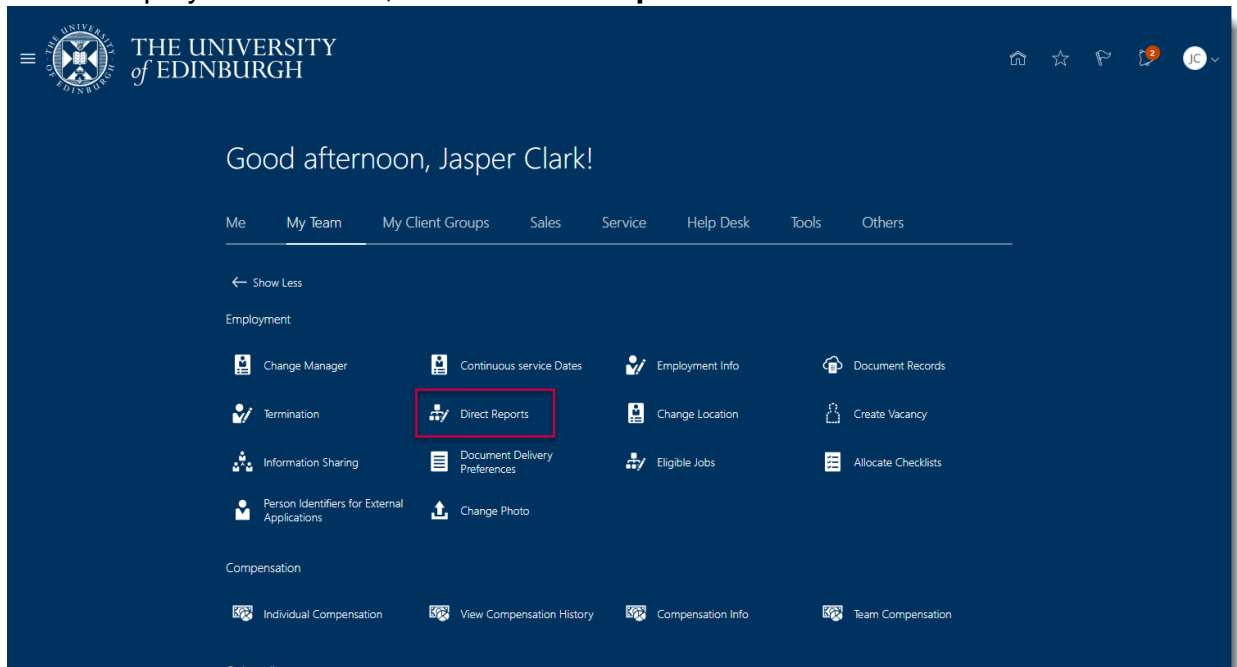 THE UNIVERSITY
of EDINBURGH
2
JC
Good afternoon, Jasper Clark!
Me My Team My Client Groups Sales Service Help Desk Tools Others
Show Less
Employment
Change Manager Continuous service Dates Employment Info Document Records
Termination Direct Reports Change Location Create Vacancy
Information Sharing Document Delivery Preferences Eligible Jobs Allocate Checklists
Person Identifiers for External Applications Change Photo
Compensation
Individual Compensation View Compensation History Compensation Info Team Compensation